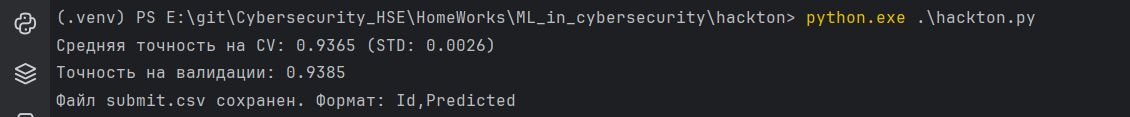 (.venv) PS E:\git\Cybersecurity_HSE\HomeWorks\ML_in_cybersecurity\hackton> python.exe .\hackton.py
Средняя точность на CV: 0.9365 (STD: 0.0026)
Точность на валидации: 0.9385
Файл submit.csv сохранен. Формат: Id,Predicted